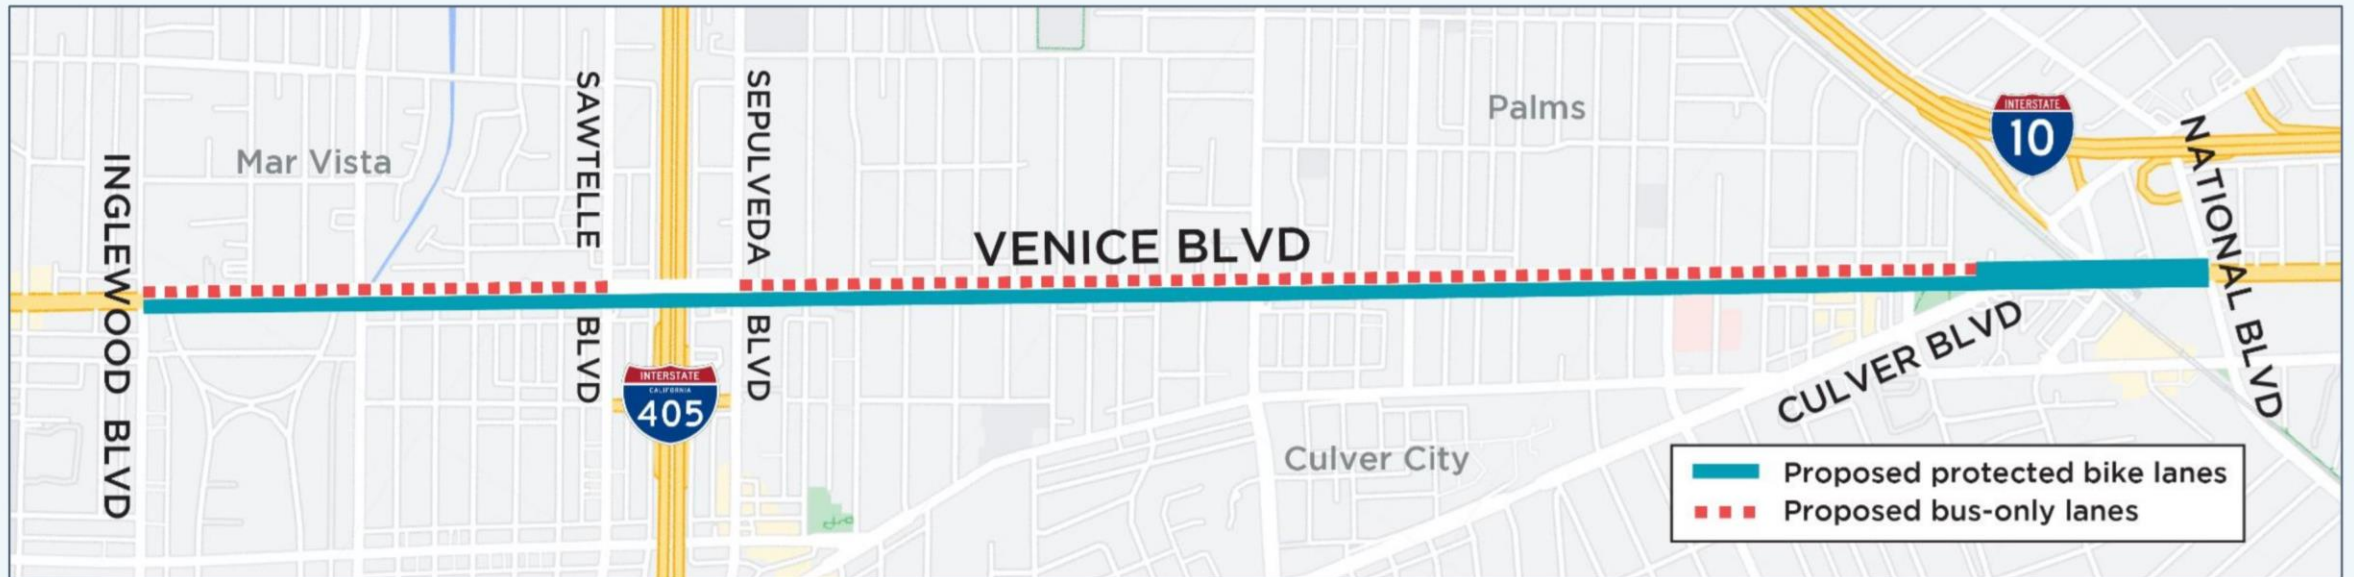 INGLEWOOD BLVD
Mar Vista
SAWTELLE BLVD
INTERSTATE
CALIFORNIA
405
SEPULVEDA BLVD
VENICE BLVD
Palms
INTERSTATE
10
NATIONAL BLVD
CULVER BLVD
Culver City
Proposed protected bike lanes
Proposed bus-only lanes